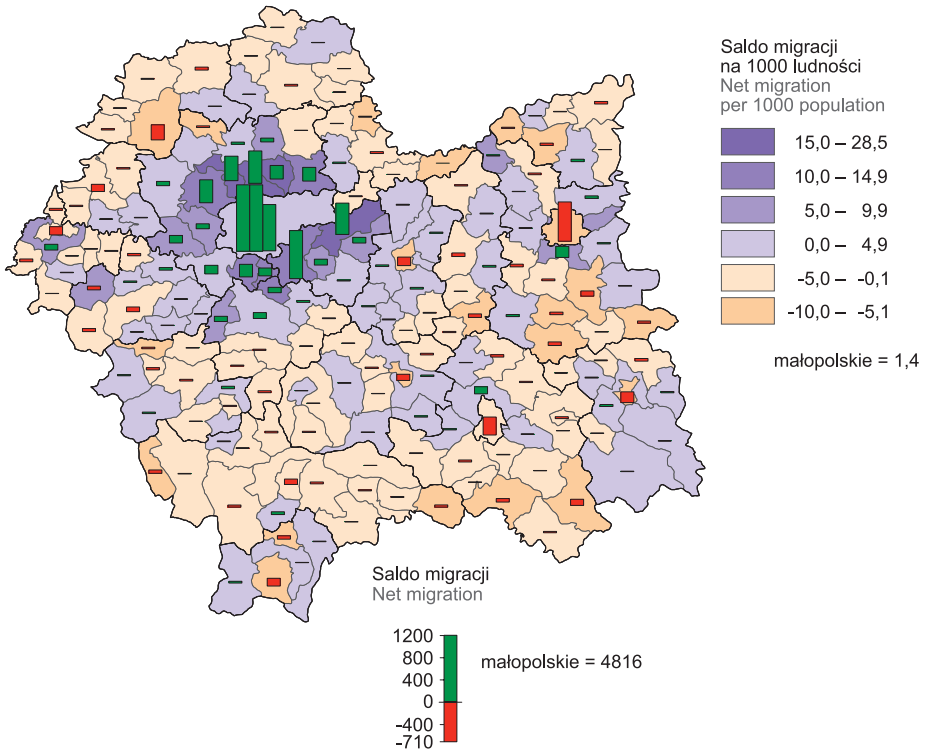 Saldo migracji
na 1000 ludności
Net migration
per 1000 population
15,0 – 28,5
10,0 – 14,9
5,0 – 9,9
0,0 – 4,9
-5,0 – -0,1
-10,0 – -5,1
małopolskie = 1,4
Saldo migracji
Net migration
1200
800
400
0
-400
-710
małopolskie = 4816